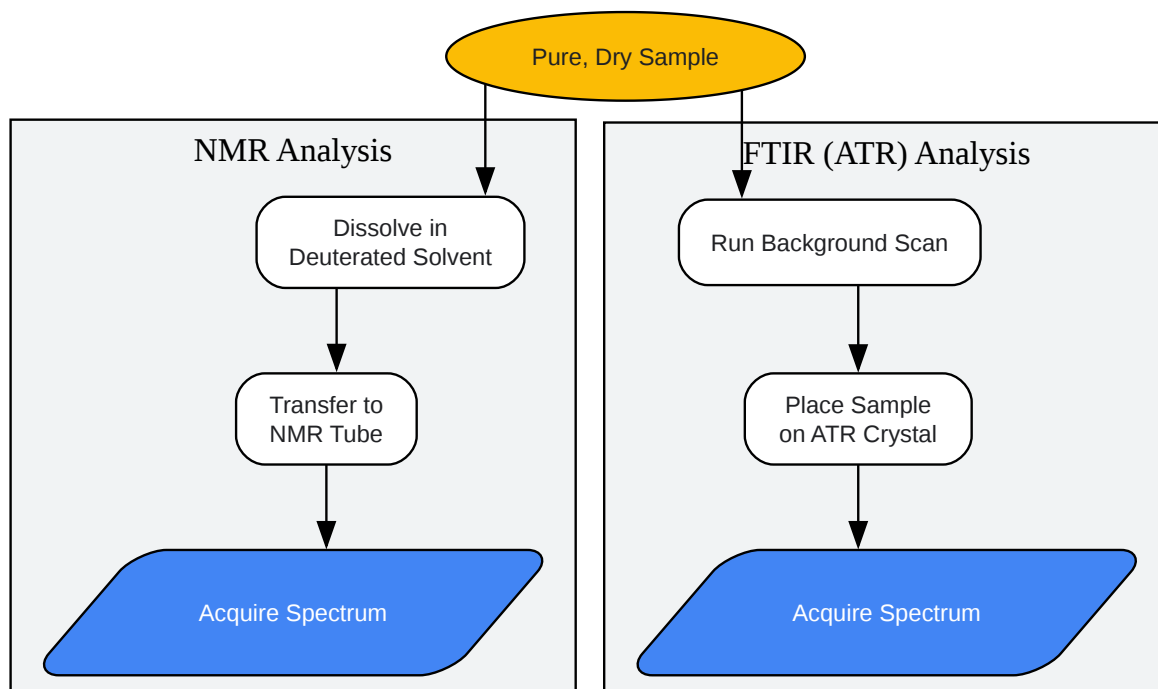 Pure, Dry Sample
NMR Analysis
Dissolve in
Deuterated Solvent
Transfer to
NMR Tube
Acquire Spectrum
FTIR (ATR) Analysis
Run Background Scan
Place Sample
on ATR Crystal
Acquire Spectrum